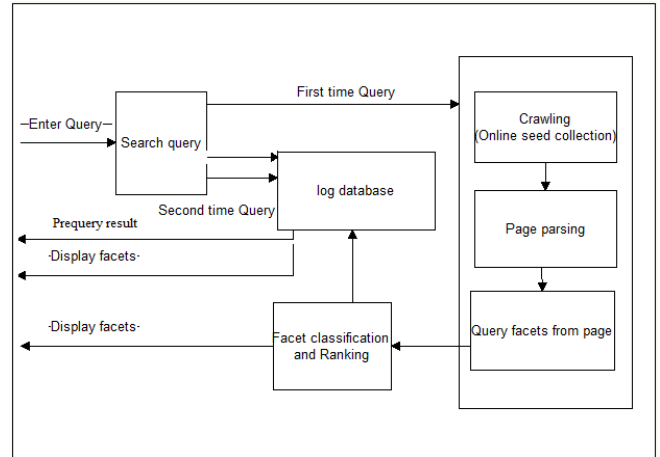 First time Query
─Enter Query─
Search query
Crawling
(Online seed collection)
log database
Second time Query
Prequery result
Page parsing
-Display facets-
-Display facets-
Facet classification
and Ranking
Query facets from page